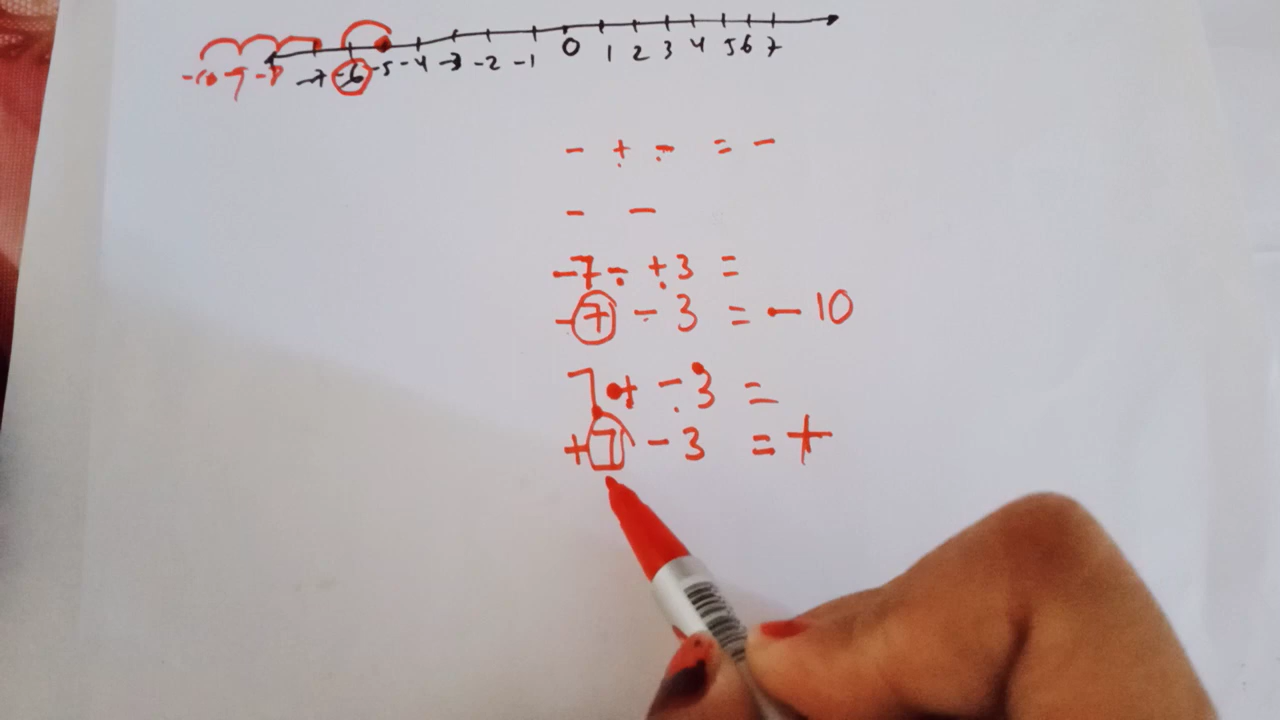 -10 -9 -8 -7 -6 -5 -4 -3 -2 -1 0 1 2 3 4 5 6 7
- + - = -
- -
-7 - +3 =
-7 - 3 = -10
7 + -3 =
+7 - 3 = +